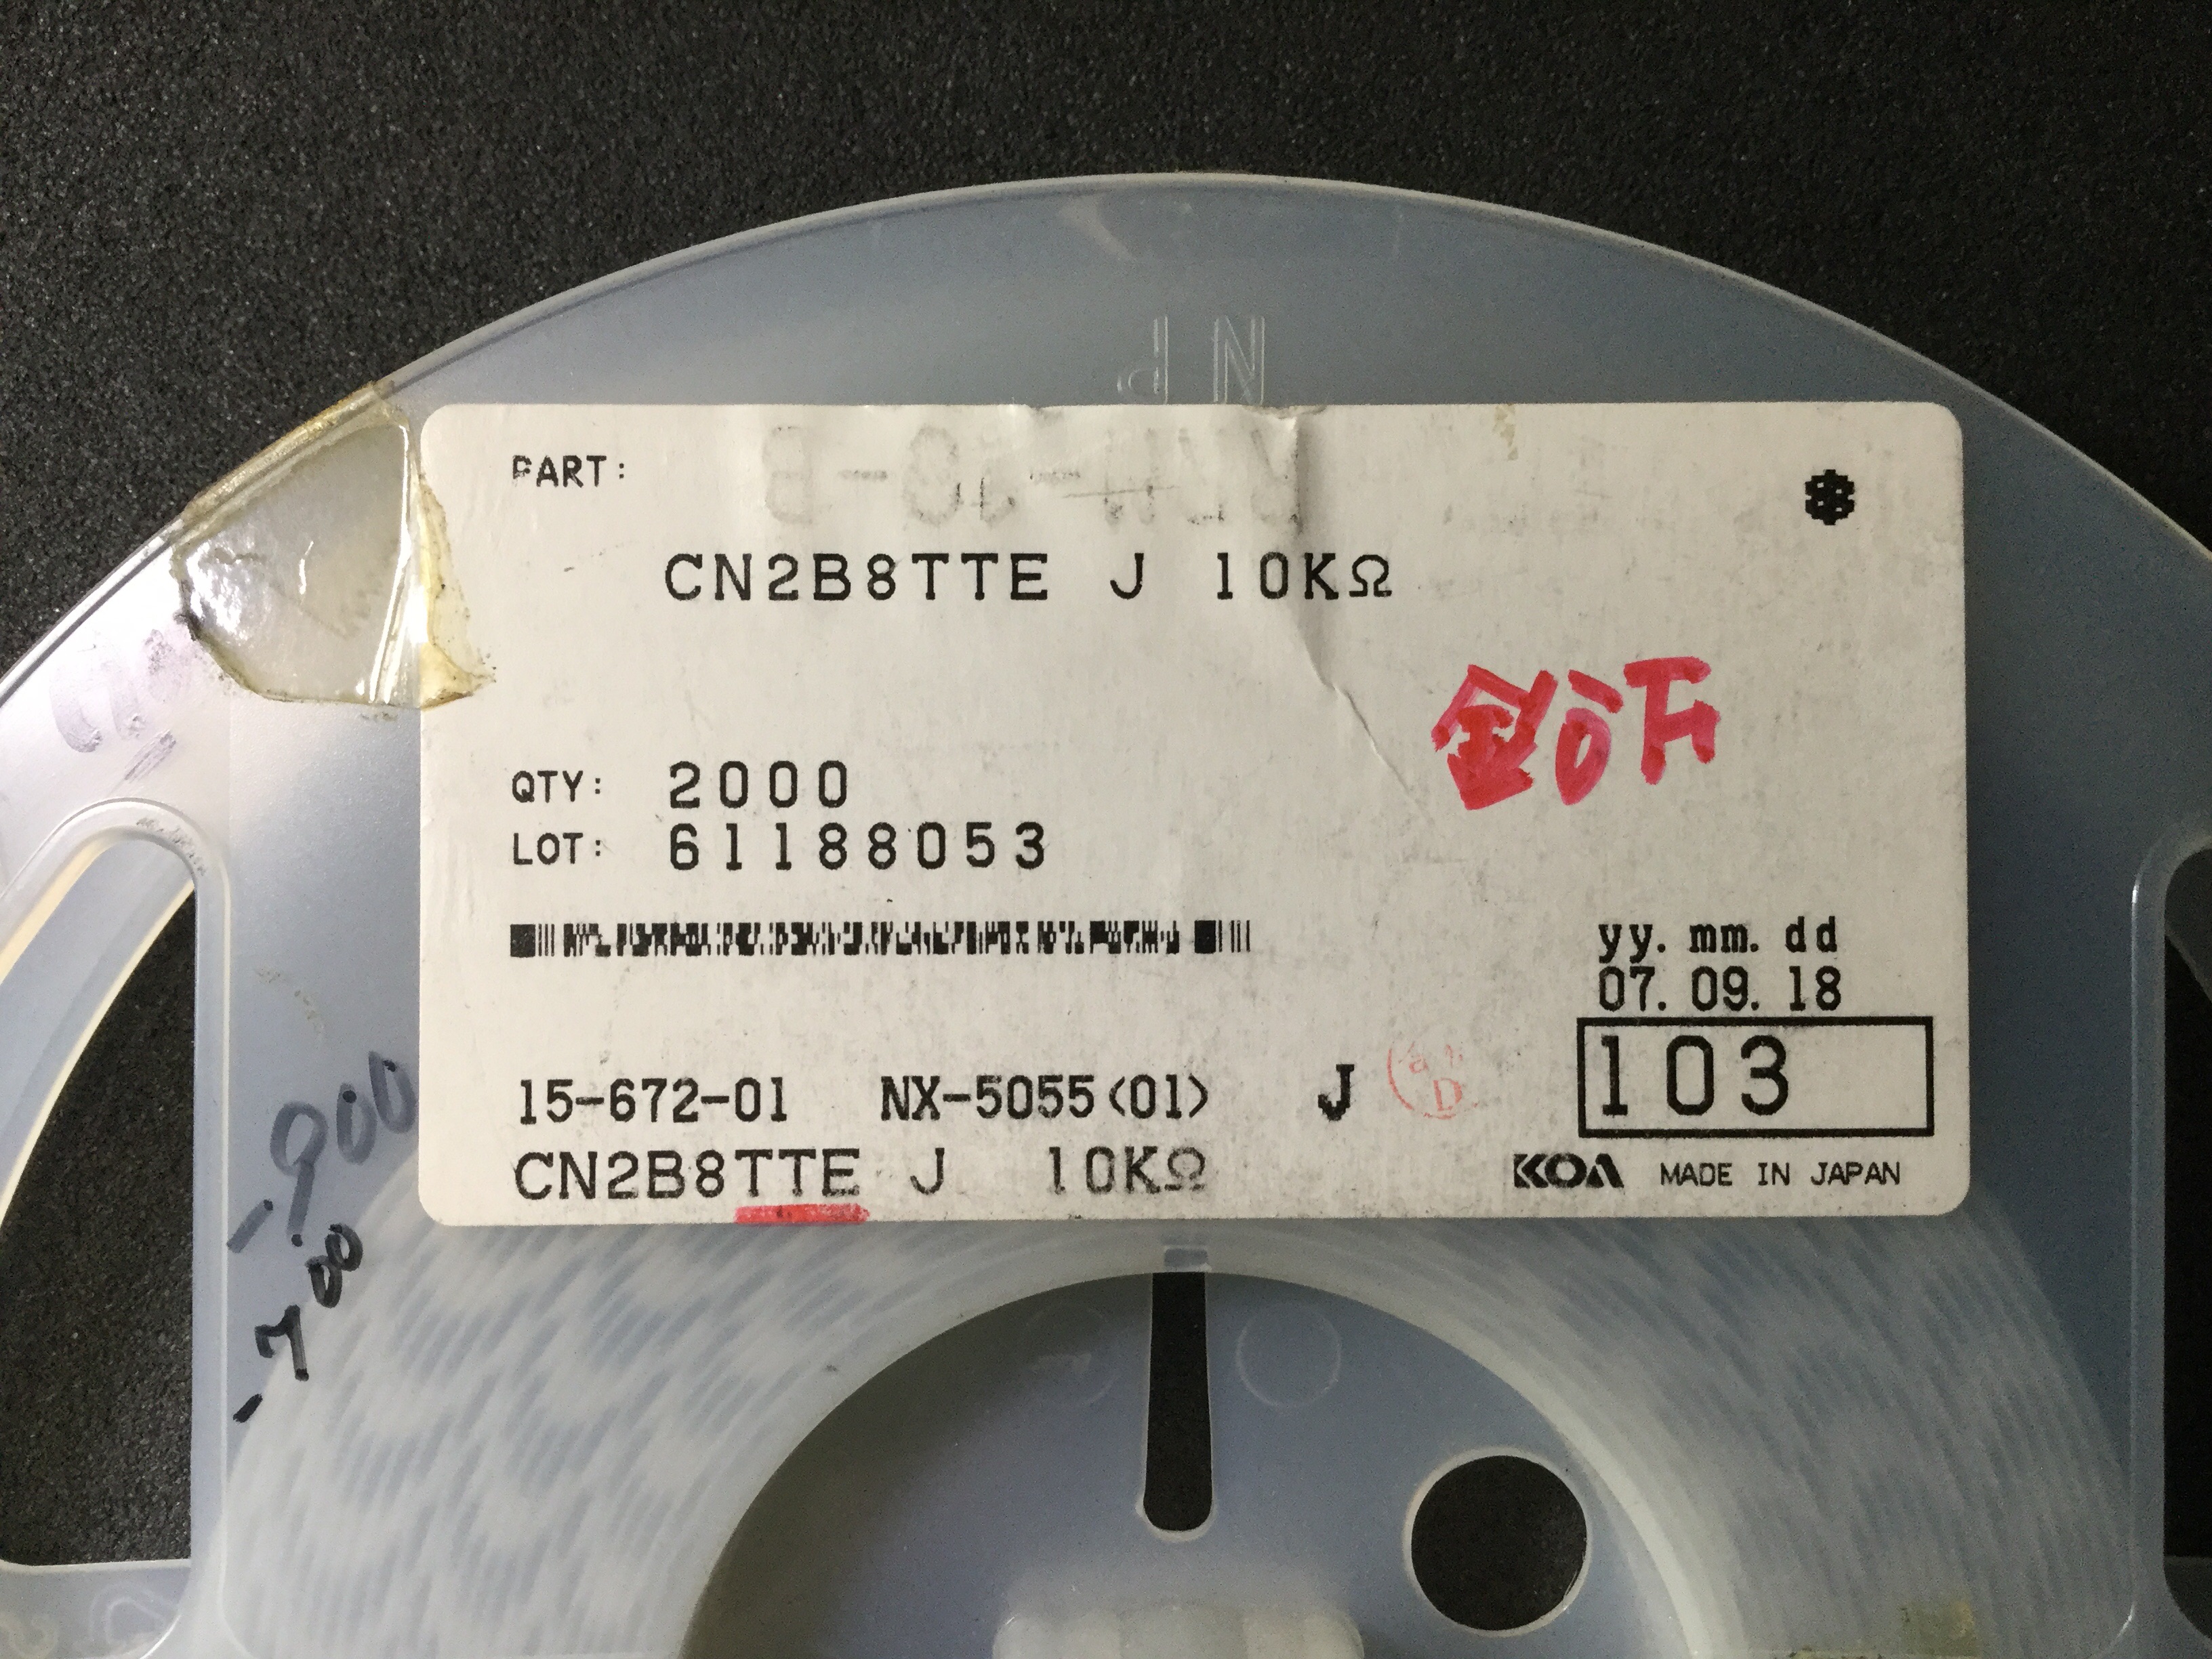 PART:
CN2B8TTE J 10KΩ
QTY: 2000
LOT: 61188053
yy. mm. dd
07. 09. 18
15-672-01 NX-5055<01> J
103
CN2B8TTE J 10KΩ
KOA MADE IN JAPAN
-900
-700